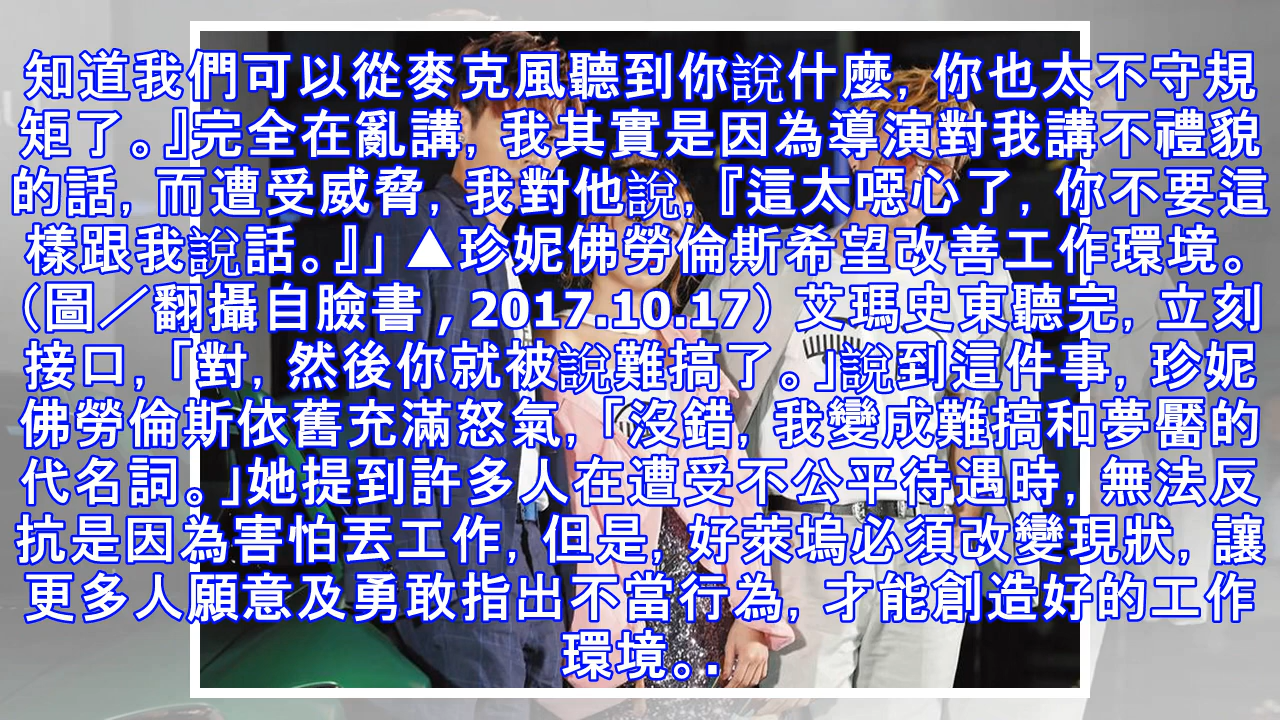 知道我們可以從麥克風聽到你說什麼, 你也太不守規
矩了。』完全在亂講, 我其實是因為導演對我講不禮貌
的話, 而遭受威脅, 我對他說, 『這太噁心了, 你不要這
樣跟我說話。』」▲珍妮佛勞倫斯希望改善工作環境。
(圖／翻攝自臉書 , 2017.10.17) 艾瑪史東聽完, 立刻
接口, 「對, 然後你就被說難搞了。」說到這件事, 珍妮
佛勞倫斯依舊充滿怒氣, 「沒錯, 我變成難搞和夢靨的
代名詞。」她提到許多人在遭受不公平待遇時, 無法反
抗是因為害怕丟工作, 但是, 好萊塢必須改變現狀, 讓
更多人願意及勇敢指出不當行為, 才能創造好的工作
環境。.